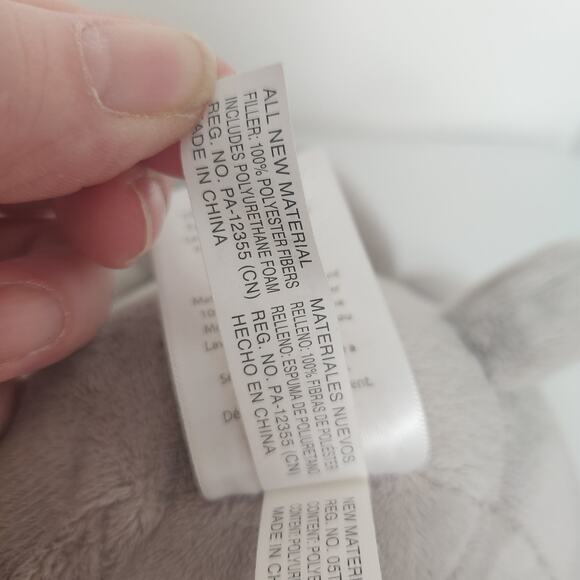 ALL NEW MATERIAL
FILLER: 100% POLYESTER FIBERS
INCLUDES POLYURETHANE FOAM
REG. NO. PA-12355 (CN)
MADE IN CHINA
MATERIALES NUEVOS
RELLENO: 100% FIBRAS DE POLIESTER
RELLENO: ESPUMA DE POLIURETANO
REG. NO. PA-12355 (CN)
HECHO EN CHINA
NEW MATERI
REG. NO. 05T
CONTENT: POLYE
CONTENT: POLYUR
MADE IN CH